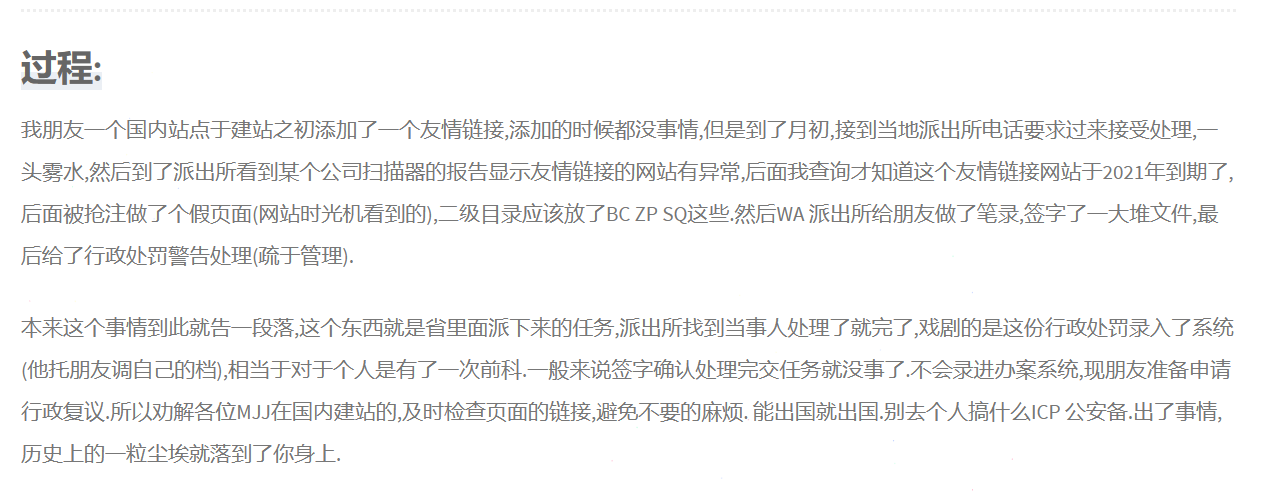 过程:
我朋友一个国内站点于建站之初添加了一个友情链接,添加的时候都没事情,但是到了月初,接到当地派出所电话要求过来接受处理,一
头雾水,然后到了派出所看到某个公司扫描器的报告显示友情链接的网站有异常,后面我查询才知道这个友情链接网站于2021年到期了,
后面被抢注做了个假页面(网站时光机看到的),二级目录应该放了BC ZP SQ这些.然后WA 派出所给朋友做了笔录,签字了一大堆文件,最
后给了行政处罚警告处理(疏于管理).
本来这个事情到此就告一段落,这个东西就是省里面派下来的任务,派出所找到当事人处理了就完了,戏剧的是这份行政处罚录入了系统
(他托朋友调自己的档),相当于对于个人是有了一次前科.一般来说签字确认处理完交任务就没事了.不会录进办案系统,现朋友准备申请
行政复议.所以劝解各位MJJ在国内建站的,及时检查页面的链接,避免不要的麻烦. 能出国就出国.别去个人搞什么ICP 公安备.出了事情,
历史上的一粒尘埃就落到了你身上.